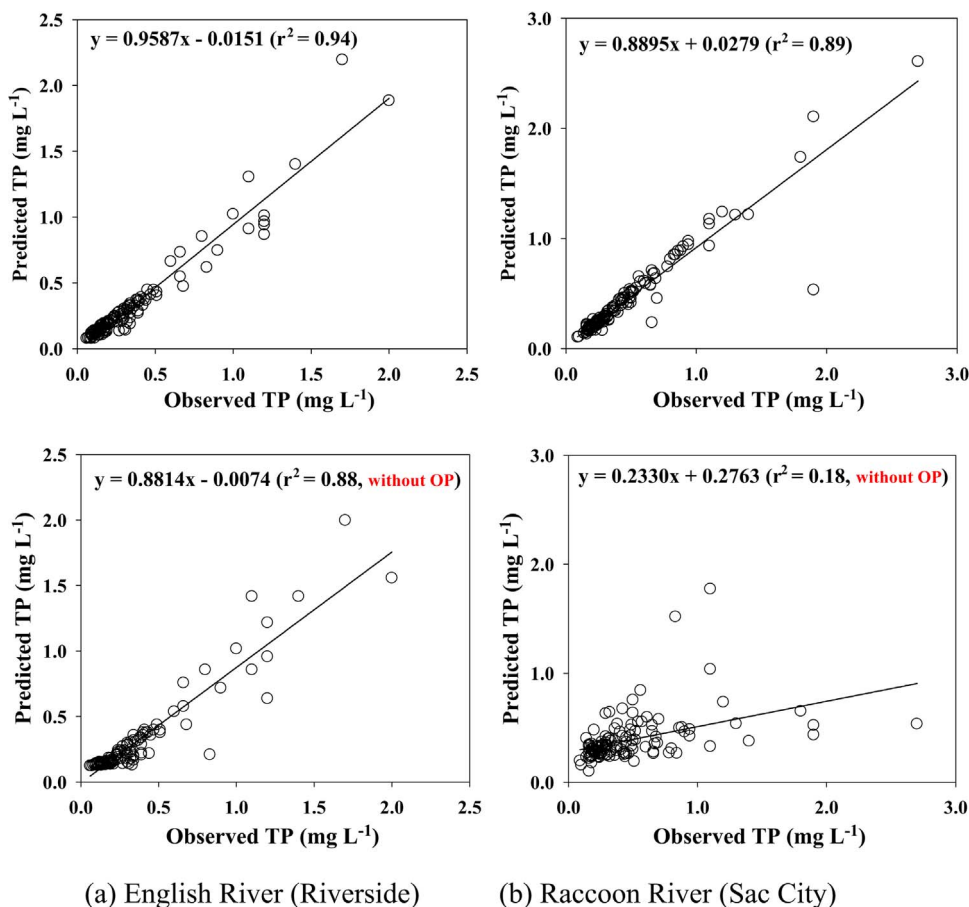 y = 0.9587x - 0.0151 (r² = 0.94)
Predicted TP (mg L⁻¹)
2.5
2.0
1.5
1.0
0.5
0.0
0.0 0.5 1.0 1.5 2.0 2.5
Observed TP (mg L⁻¹)
y = 0.8895x + 0.0279 (r² = 0.89)
Predicted TP (mg L⁻¹)
3.0
2.0
1.0
0.0
0.0 1.0 2.0 3.0
Observed TP (mg L⁻¹)
y = 0.8814x - 0.0074 (r² = 0.88, without OP)
Predicted TP (mg L⁻¹)
2.5
2.0
1.5
1.0
0.5
0.0
0.0 0.5 1.0 1.5 2.0 2.5
Observed TP (mg L⁻¹)
y = 0.2330x + 0.2763 (r² = 0.18, without OP)
Predicted TP (mg L⁻¹)
3.0
2.0
1.0
0.0
0.0 1.0 2.0 3.0
Observed TP (mg L⁻¹)
(a) English River (Riverside)
(b) Raccoon River (Sac City)